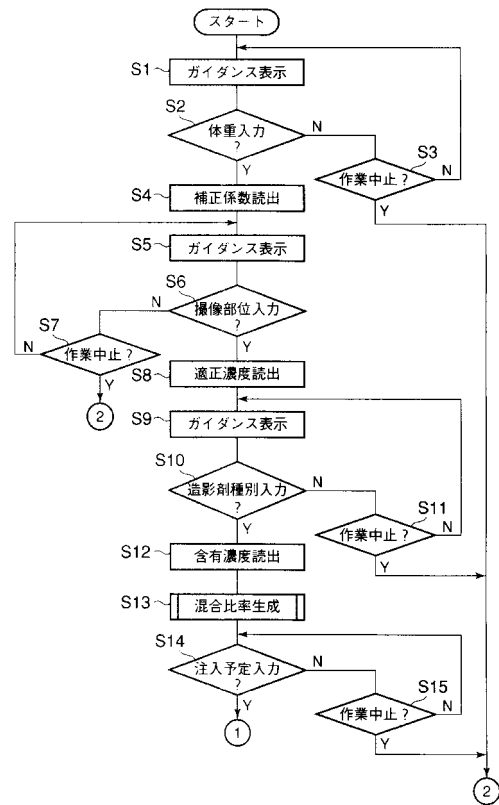 スタート
S1
ガイダンス表示
S2
体重入力
?
N
Y
S3
作業中止?
N
Y
S4
補正係数読出
S5
ガイダンス表示
S6
撮像部位入力
?
N
Y
S7
作業中止?
N
Y
2
S8
適正濃度読出
S9
ガイダンス表示
S10
造影剤種別入力
?
N
Y
S11
作業中止?
N
Y
S12
含有濃度読出
S13
混合比率生成
S14
注入予定入力
?
N
Y
S15
作業中止?
N
Y
1
2